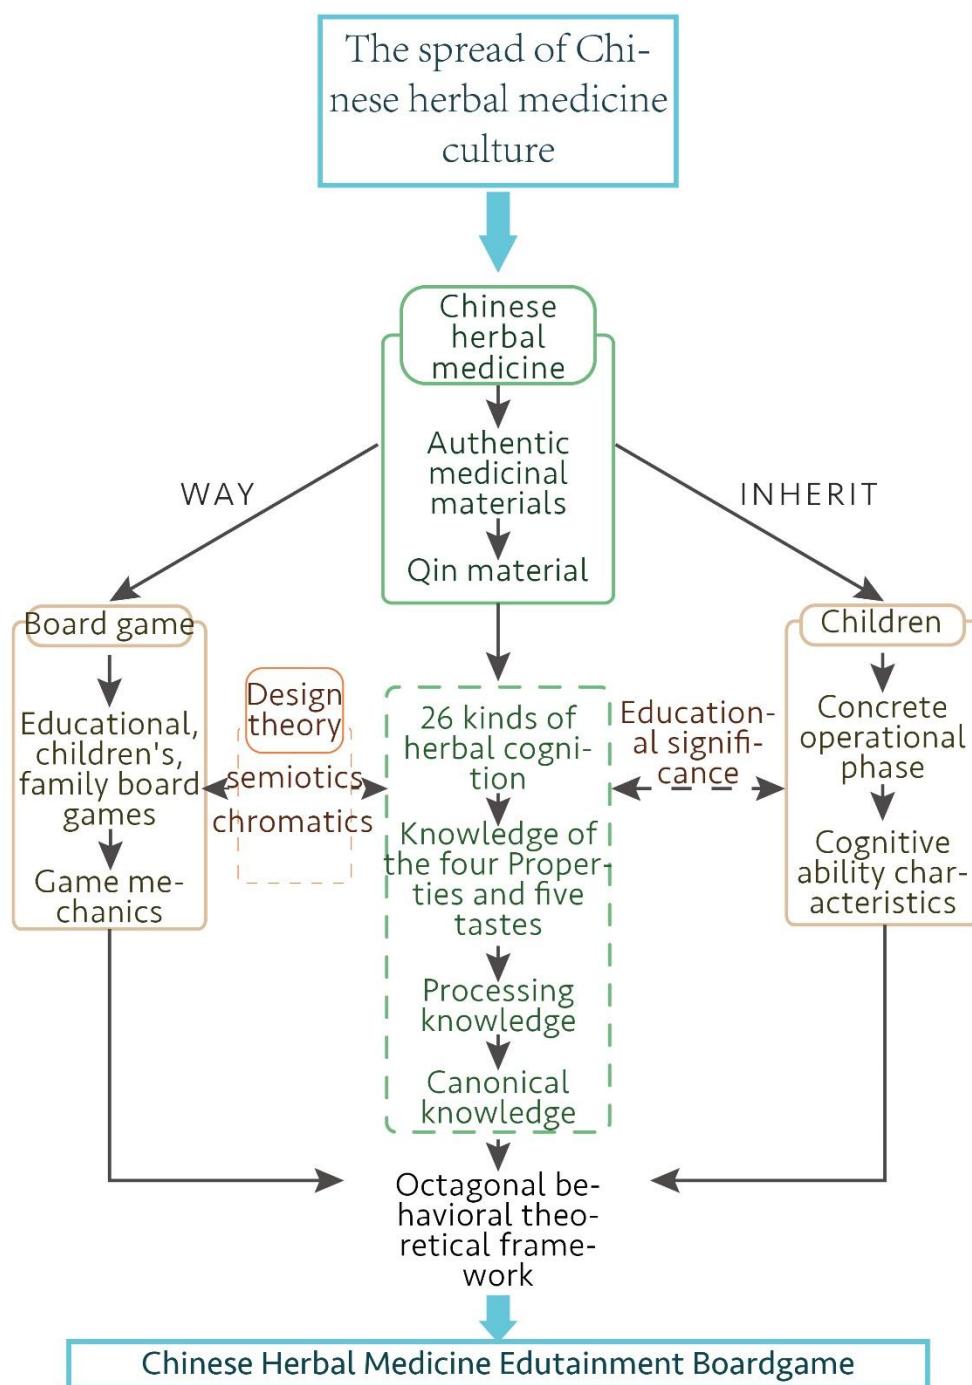 The spread of Chi-
nese herbal medicine
culture
Chinese
herbal
medicine
Authentic
medicinal
materials
Qin material
WAY
INHERIT
Board game
Educational,
children's,
family board
games
Game me-
chanics
Design
theory
semiotics
chromatics
26 kinds of
herbal cogni-
tion
Knowledge of
the four Proper-
ties and five
tastes
Processing
knowledge
Canonical
knowledge
Education-
al signifi-
cance
Children
Concrete
operational
phase
Cognitive
ability char-
acteristics
Octagonal be-
havioral theo-
retical frame-
work
Chinese Herbal Medicine Edutainment Boardgame